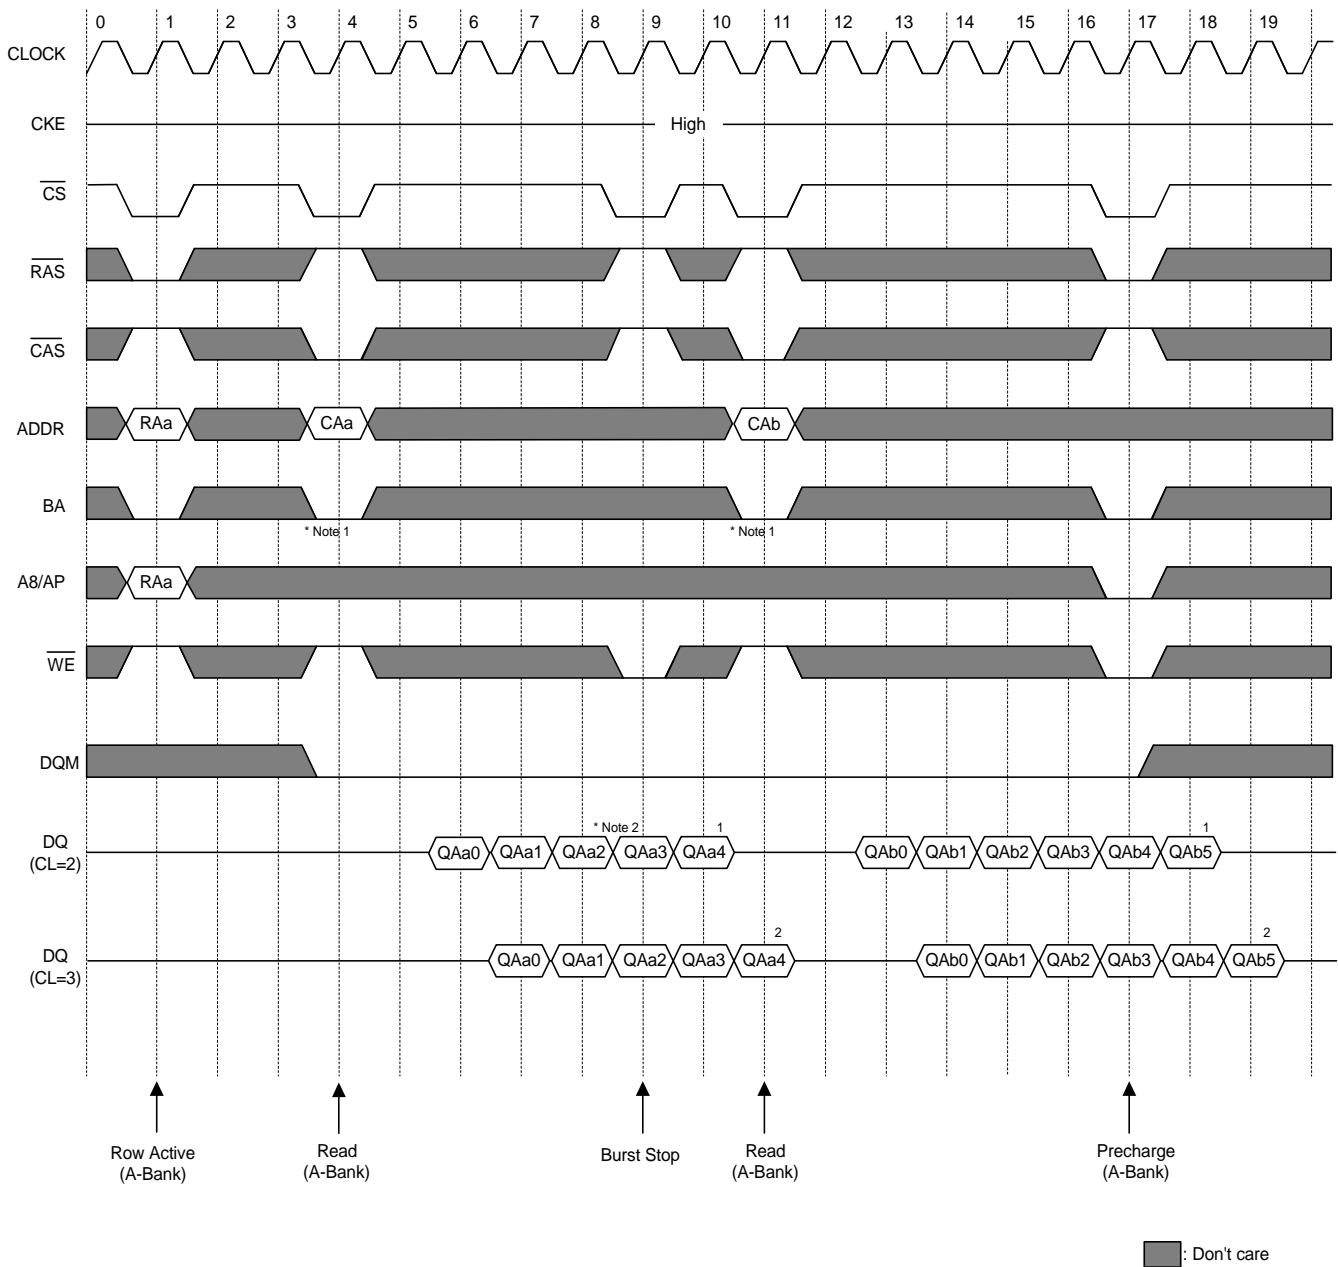 0 1 2 3 4 5 6 7 8 9 10 11 12 13 14 15 16 17 18 19
CLOCK
CKE High
CS
RAS
CAS
ADDR RAa CAa CAb
BA
* Note 1 * Note 1
A8/AP RAa
WE
DQM
* Note 2 1 1
DQ
(CL=2)
QAa0 QAa1 QAa2 QAa3 QAa4 QAb0 QAb1 QAb2 QAb3 QAb4 QAb5
2 2
DQ
(CL=3)
QAa0 QAa1 QAa2 QAa3 QAa4 QAb0 QAb1 QAb2 QAb3 QAb4 QAb5
Row Active
(A-Bank)
Read
(A-Bank)
Burst Stop
Read
(A-Bank)
Precharge
(A-Bank)
: Don't care